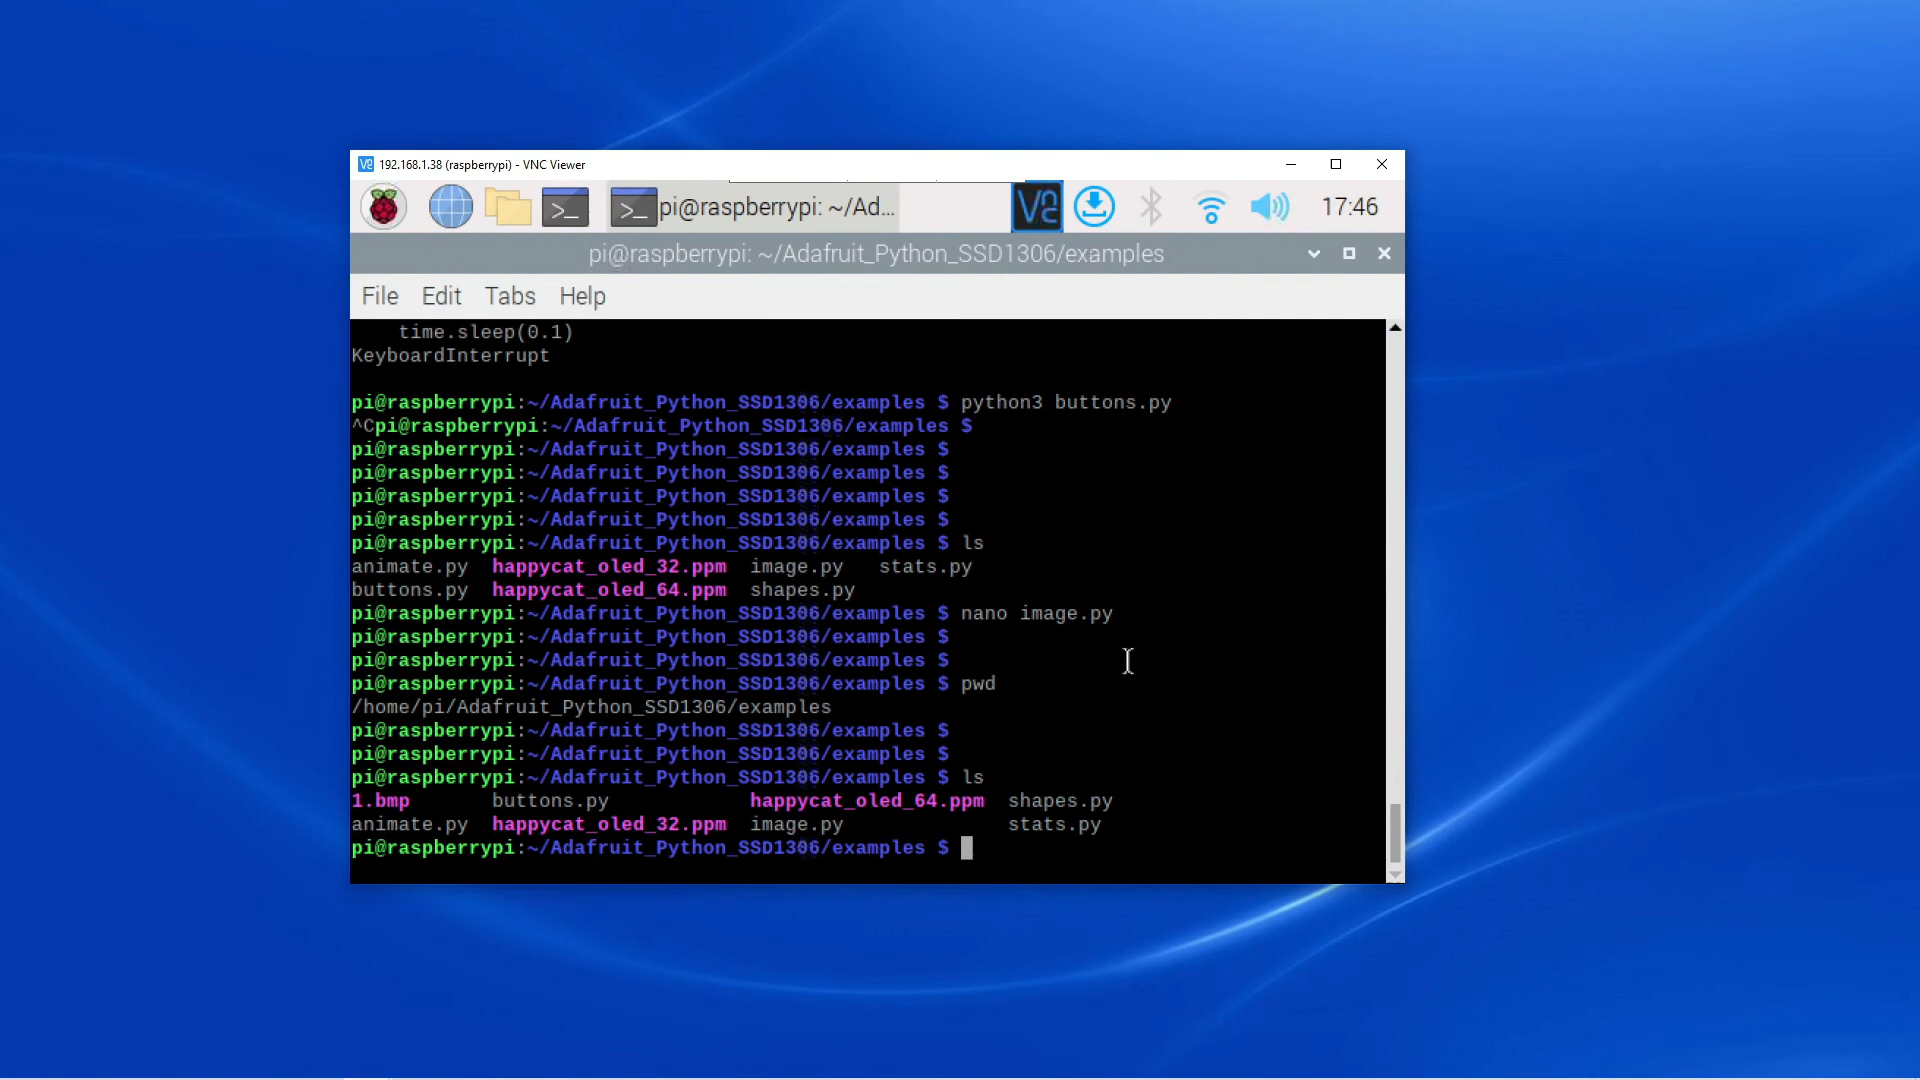 192.168.1.38 (raspberrypi) - VNC Viewer
pi@raspberrypi: ~/Ad... 17:46
pi@raspberrypi: ~/Adafruit_Python_SSD1306/examples
File Edit Tabs Help
time.sleep(0.1)
KeyboardInterrupt
pi@raspberrypi:~/Adafruit_Python_SSD1306/examples $ python3 buttons.py
^Cpi@raspberrypi:~/Adafruit_Python_SSD1306/examples $
pi@raspberrypi:~/Adafruit_Python_SSD1306/examples $
pi@raspberrypi:~/Adafruit_Python_SSD1306/examples $
pi@raspberrypi:~/Adafruit_Python_SSD1306/examples $
pi@raspberrypi:~/Adafruit_Python_SSD1306/examples $
pi@raspberrypi:~/Adafruit_Python_SSD1306/examples $ ls
animate.py happycat_oled_32.ppm image.py stats.py
buttons.py happycat_oled_64.ppm shapes.py
pi@raspberrypi:~/Adafruit_Python_SSD1306/examples $ nano image.py
pi@raspberrypi:~/Adafruit_Python_SSD1306/examples $
pi@raspberrypi:~/Adafruit_Python_SSD1306/examples $
pi@raspberrypi:~/Adafruit_Python_SSD1306/examples $ pwd
/home/pi/Adafruit_Python_SSD1306/examples
pi@raspberrypi:~/Adafruit_Python_SSD1306/examples $
pi@raspberrypi:~/Adafruit_Python_SSD1306/examples $
pi@raspberrypi:~/Adafruit_Python_SSD1306/examples $ ls
1.bmp buttons.py happycat_oled_64.ppm shapes.py
animate.py happycat_oled_32.ppm image.py stats.py
pi@raspberrypi:~/Adafruit_Python_SSD1306/examples $